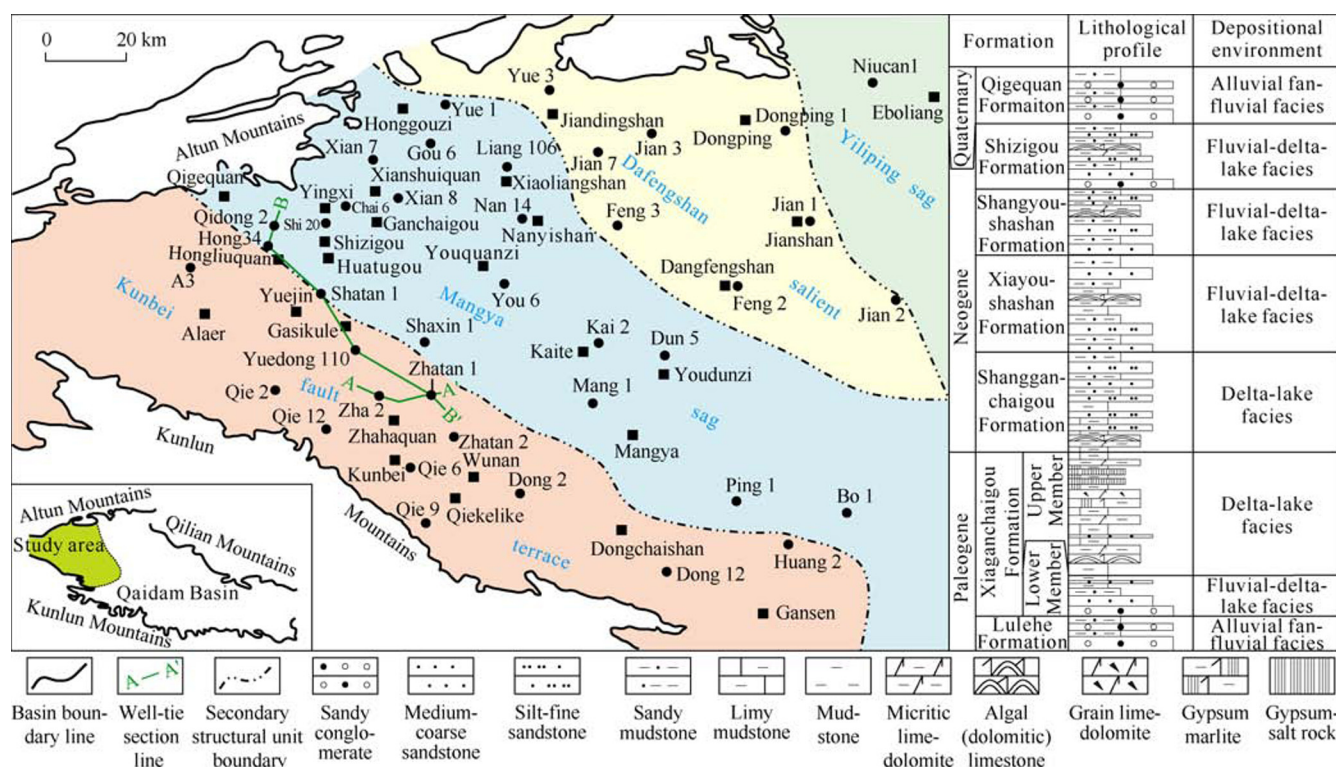 0
20 km
Yue 3
Niucan1
Eboliang
Yue 1
Honggouzi
Jiandingshan
Dongping 1
Dongping
Altun Mountains
Xian 7
Gou 6
Liang 106
Jian 3
Jian 7
Yiliping sag
Xianshuiquan
Qigequan
Yingxi
Xiaoliangshan
Dafengshan
Chai 6
Xian 8
Qidong 2
B
Shi 20
Ganchaigou
Nan 14
Feng 3
Jian 1
Hong34
Shizigou
Nanyishan
Jianshan
Hongliuquan
Huatugou
Youquanzi
Dangfengshan
salient
A3
Kunbei
Yuejin
Shatan 1
Mangya
You 6
Feng 2
Jian 2
Alaer
Gasikule
Shaxin 1
Kai 2
Dun 5
Yuedong 110
Kaite
Zhatan 1
Youdunzi
Qie 2
fault
A
A'
Mang 1
Zha 2
B'
sag
Qie 12
Zhahaquan
Zhatan 2
Mangya
Kunlun
Kunbei
Qie 6
Wunan
Dong 2
Ping 1
Bo 1
Qie 9
Qiekelike
Mountains
terrace
Dongchaishan
Huang 2
Dong 12
Gansen
Altun Mountains
Qilian Mountains
Study area
Qaidam Basin
Kunlun Mountains
Formation
Lithological
profile
Depositional
environment
Quaternary
Neogene
Paleogene
Qigequan
Formaiton
Alluvial fan-
fluvial facies
Shizigou
Formation
Fluvial-delta-
lake facies
Shangyou-
shashan
Formation
Fluvial-delta-
lake facies
Xiayou-
shashan
Formation
Fluvial-delta-
lake facies
Shanggan-
chaigou
Formation
Delta-lake
facies
Xiaganchaigou
Formation
Upper
Member
Delta-lake
facies
Lower
Member
Fluvial-delta-
lake facies
Lulehe
Formation
Alluvial fan-
fluvial facies
A — A'
Basin boun-
dary line
Well-tie
section
line
Secondary
structural unit
boundary
Sandy
conglo-
merate
Medium-
coarse
sandstone
Silt-fine
sandstone
Sandy
mudstone
Limy
mudstone
Mud-
stone
Micritic
lime-
dolomite
Algal
(dolomitic)
limestone
Grain lime-
dolomite
Gypsum
marlite
Gypsum-
salt rock